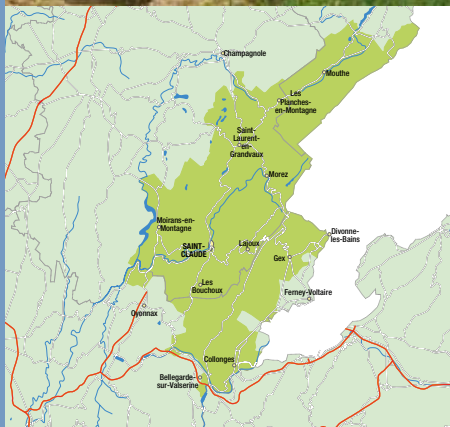 Champagnole
Mouthe
Les
Planches-
en-Montagne
Saint-
Laurent-
en-
Grandvaux
Morez
Moirans-en-
Montagne
SAINT-
CLAUDE
Lajoux
Divonne-
les-Bains
Gex
Les
Bouchoux
Ferney-Voltaire
Oyonnax
Collonges
Bellegarde-
sur-Valserine